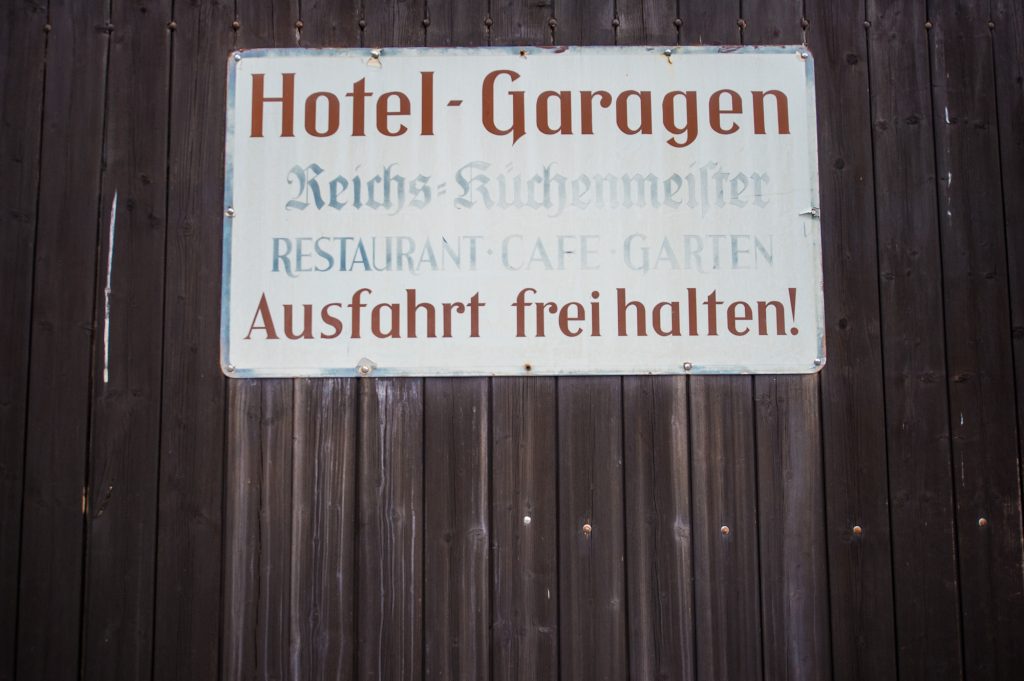 Hotel - Garagen
Reichs-Küchenmeister
RESTAURANT · CAFE · GARTEN
Ausfahrt frei halten!